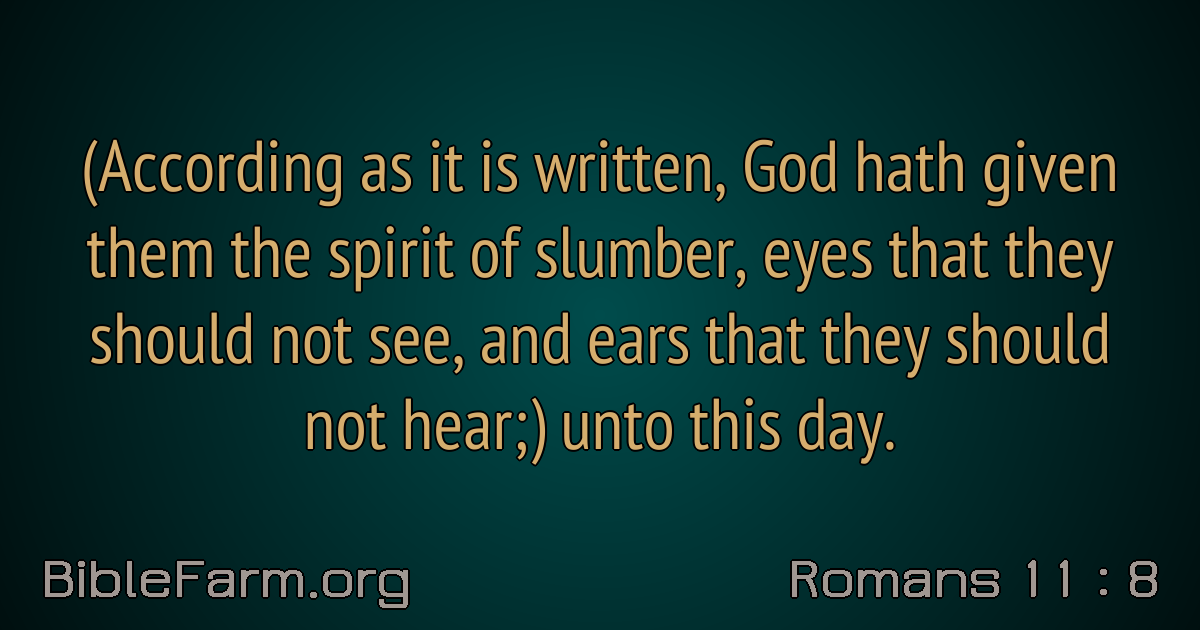 (According as it is written, God hath given
them the spirit of slumber, eyes that they
should not see, and ears that they should
not hear;) unto this day.
BibleFarm.org
Romans 11 : 8